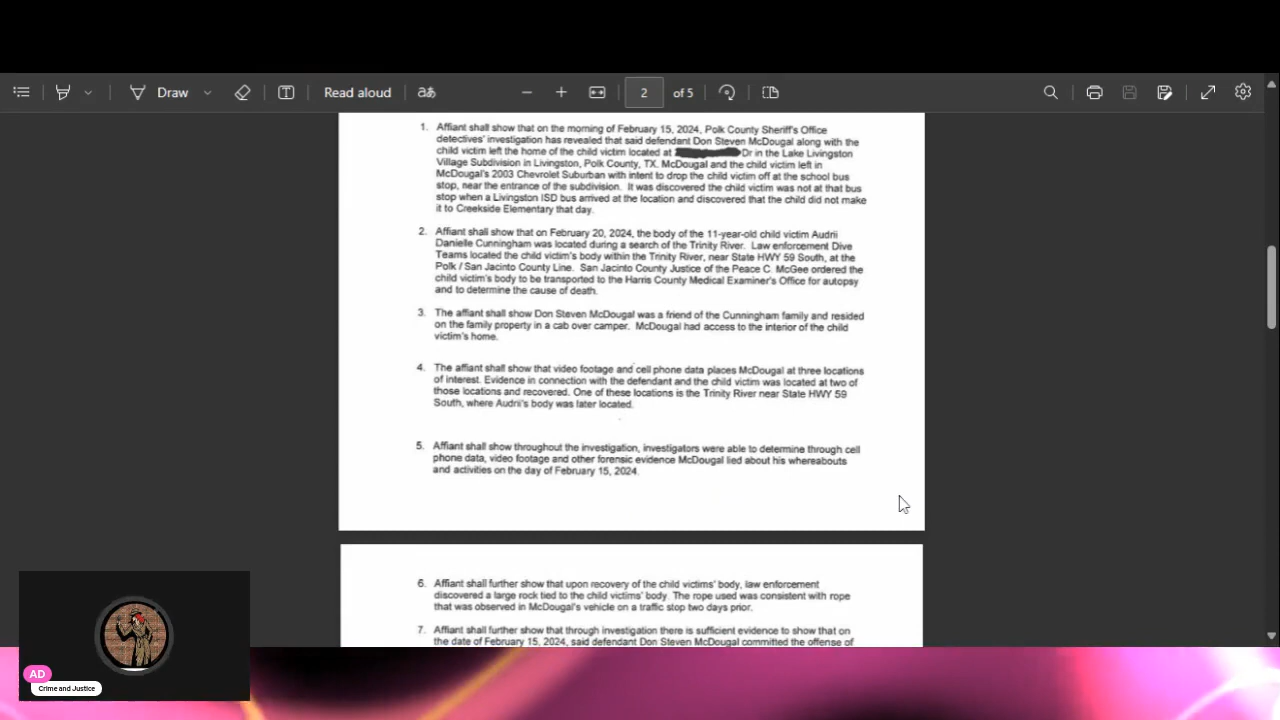 Draw
Read aloud
aあ
2 of 5
1. Affiant shall show that on the morning of February 15, 2024, Polk County Sheriff's Office
detectives' investigation has revealed that said defendant Don Steven McDougal along with the
child victim left the home of the child victim located at Dr in the Lake Livingston
Village Subdivision in Livingston, Polk County, TX. McDougal and the child victim left in
McDougal's 2003 Chevrolet Suburban with intent to drop the child victim off at the school bus
stop, near the entrance of the subdivision. It was discovered the child victim was not at that bus
stop when a Livingston ISD bus arrived at the location and discovered that the child did not make
it to Creekside Elementary that day.
2. Affiant shall show that on February 20, 2024, the body of the 11-year-old child victim Audrii
Danielle Cunningham was located during a search of the Trinity River. Law enforcement Dive
Teams located the child victim's body within the Trinity River, near State HWY 59 South, at the
Polk / San Jacinto County Line. San Jacinto County Justice of the Peace C. McGee ordered the
child victim's body to be transported to the Harris County Medical Examiner's Office for autopsy
and to determine the cause of death.
3. The affiant shall show Don Steven McDougal was a friend of the Cunningham family and resided
on the family property in a cab over camper. McDougal had access to the interior of the child
victim's home.
4. The affiant shall show that video footage and cell phone data places McDougal at three locations
of interest. Evidence in connection with the defendant and the child victim was located at two of
those locations and recovered. One of these locations is the Trinity River near State HWY 59
South, where Audrii's body was later located.
5. Affiant shall show throughout the investigation, investigators were able to determine through cell
phone data, video footage and other forensic evidence McDougal lied about his whereabouts
and activities on the day of February 15, 2024.
6. Affiant shall further show that upon recovery of the child victims' body, law enforcement
discovered a large rock tied to the child victims' body. The rope used was consistent with rope
that was observed in McDougal's vehicle on a traffic stop two days prior.
7. Affiant shall further show that through investigation there is sufficient evidence to show that on
the date of February 15, 2024, said defendant Don Steven McDougal committed the offense of
AD
Crime and Justice